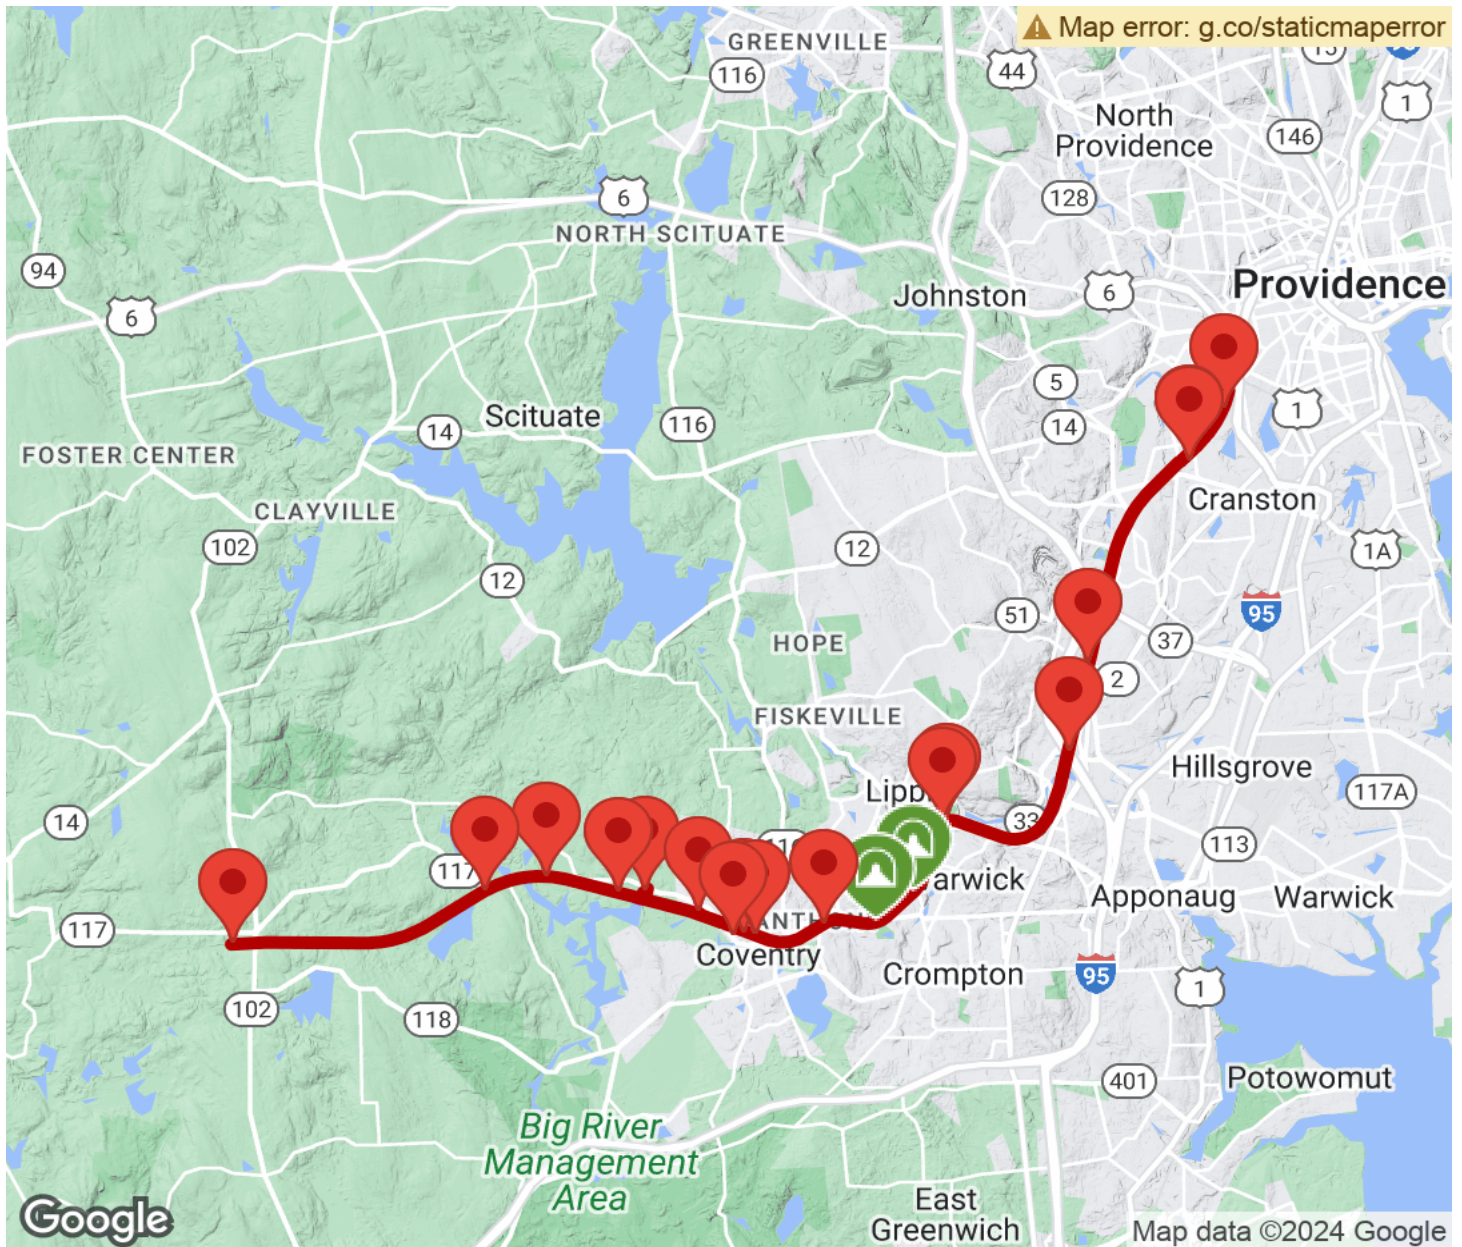 Map error: g.co/staticmaperror
GREENVILLE
116
44
15
1
North
Providence
146
128
6
NORTH SCITUATE
94
6
Johnston
6
Providence
5
1
14
Scituate
14
116
FOSTER CENTER
CLAYVILLE
Cranston
102
12
12
1A
51
95
37
HOPE
2
FISKEVILLE
Hillsgrove
117A
14
33
113
117
arwick
Apponaug
Warwick
117
Coventry
Crompton
95
1
102
118
401
Potowomut
Big River
Management
Area
East
Greenwich
Google
Map data ©2024 Google